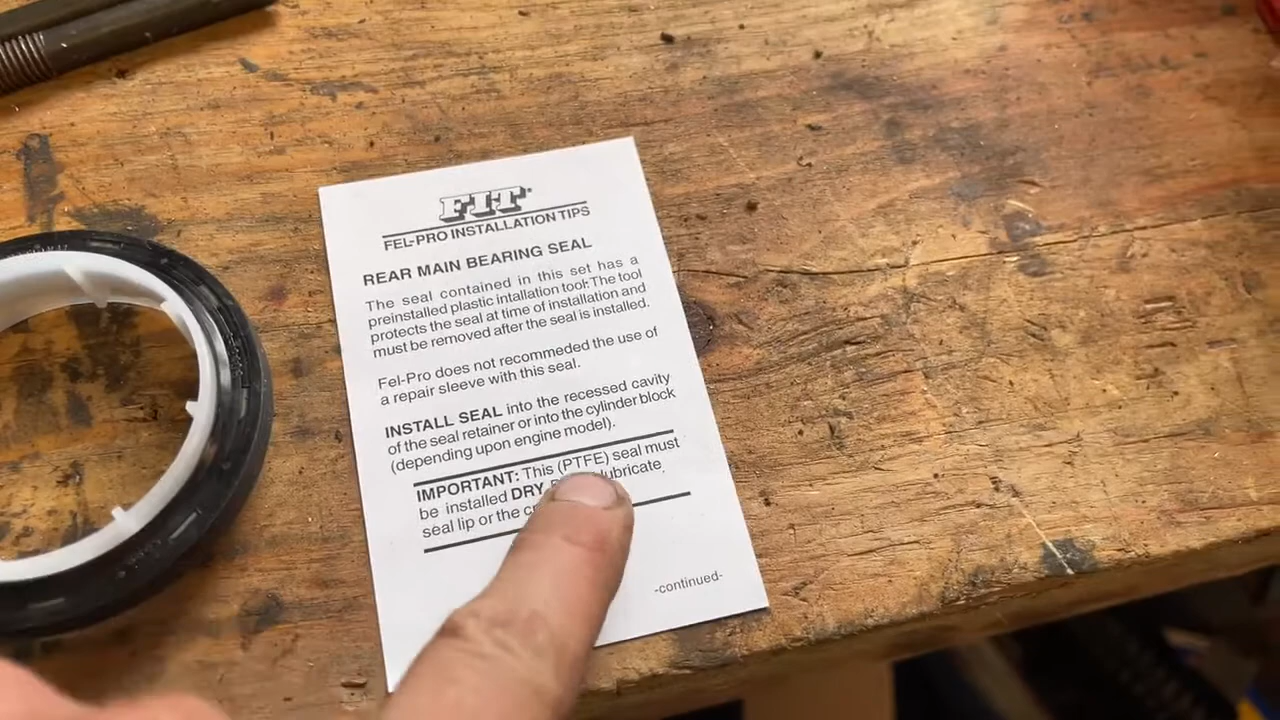 FIT
FEL-PRO INSTALLATION TIPS
REAR MAIN BEARING SEAL
The seal contained in this set has a
preinstalled plastic intallation tool: The tool
protects the seal at time of installation and
must be removed after the seal is installed.
Fel-Pro does not recommeded the use of
a repair sleeve with this seal.
INSTALL SEAL into the recessed cavity
of the seal retainer or into the cylinder block
(depending upon engine model).
IMPORTANT: This (PTFE) seal must
be installed DRY lubricate
seal lip or the
-continued-